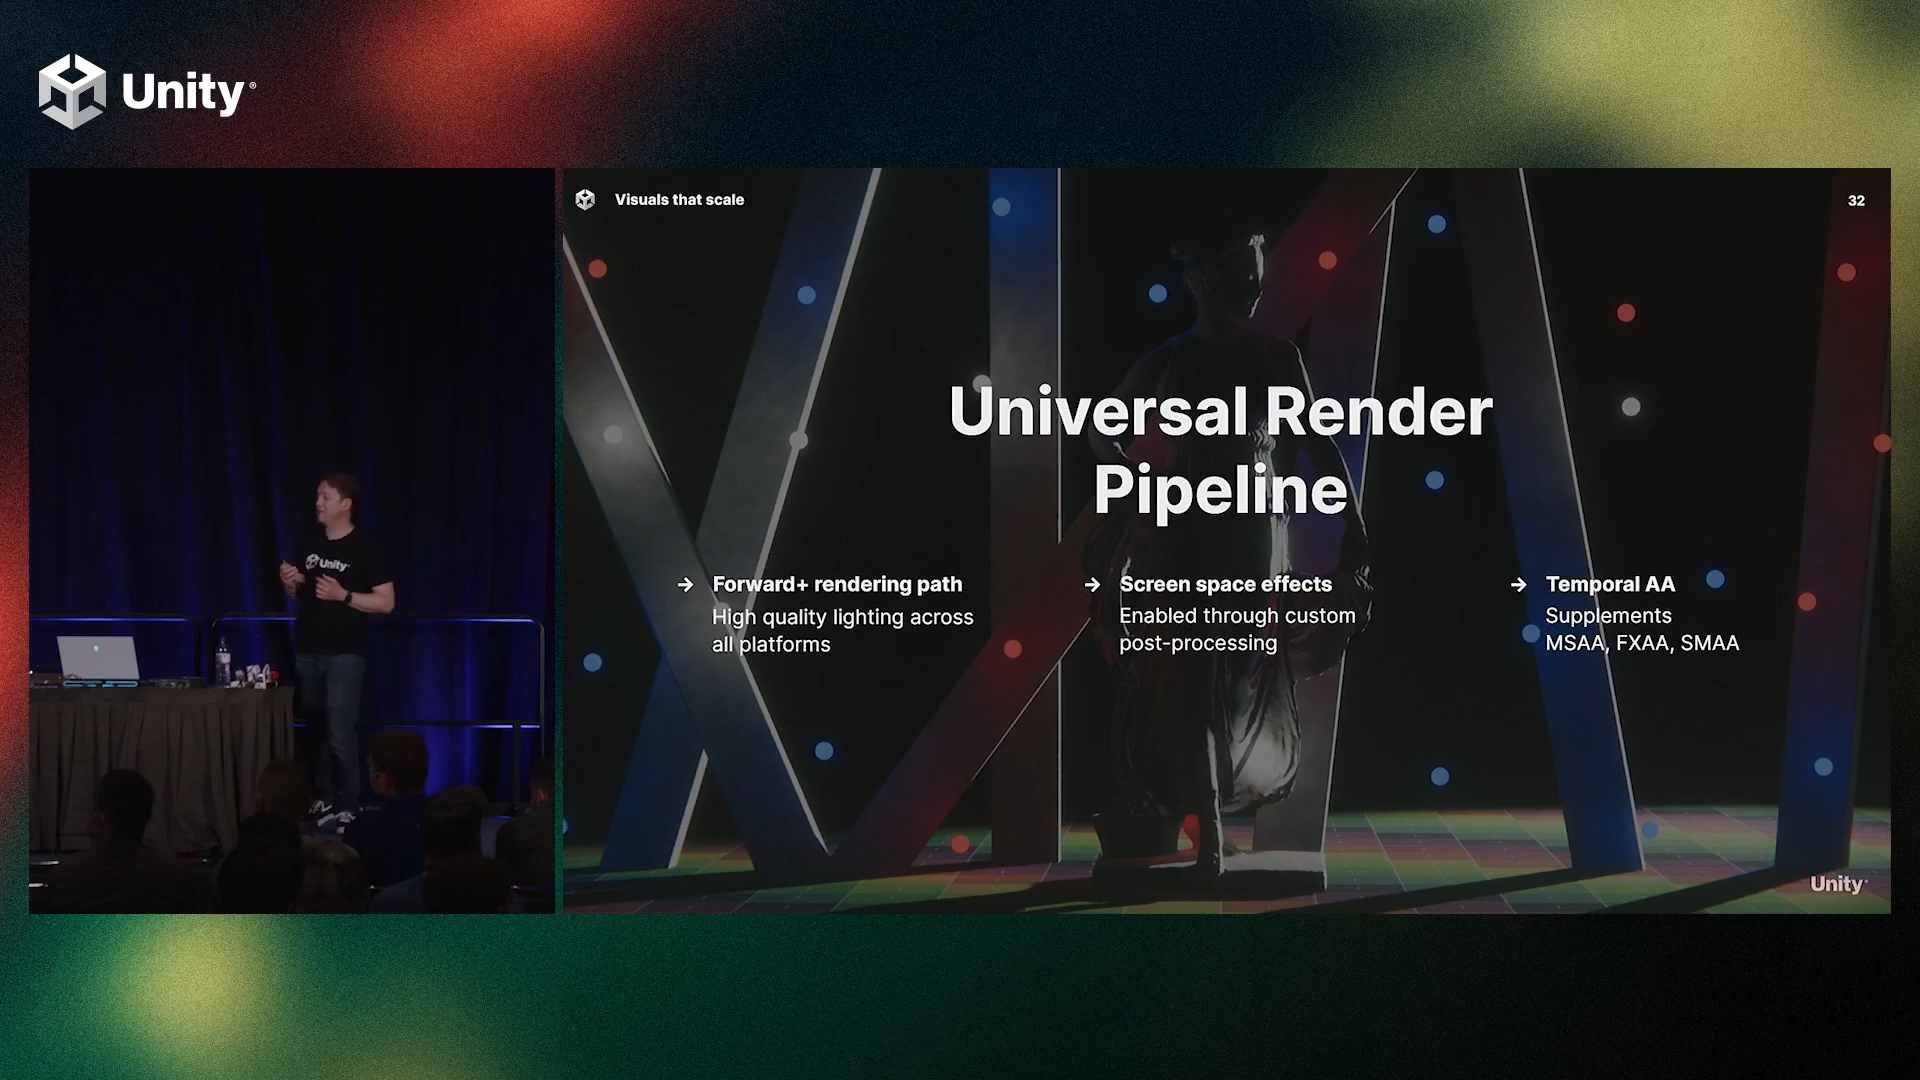 Unity®
Unity
Visuals that scale
32
Universal Render
Pipeline
→ Forward+ rendering path
High quality lighting across
all platforms
→ Screen space effects
Enabled through custom
post-processing
→ Temporal AA
Supplements
MSAA, FXAA, SMAA
Unity